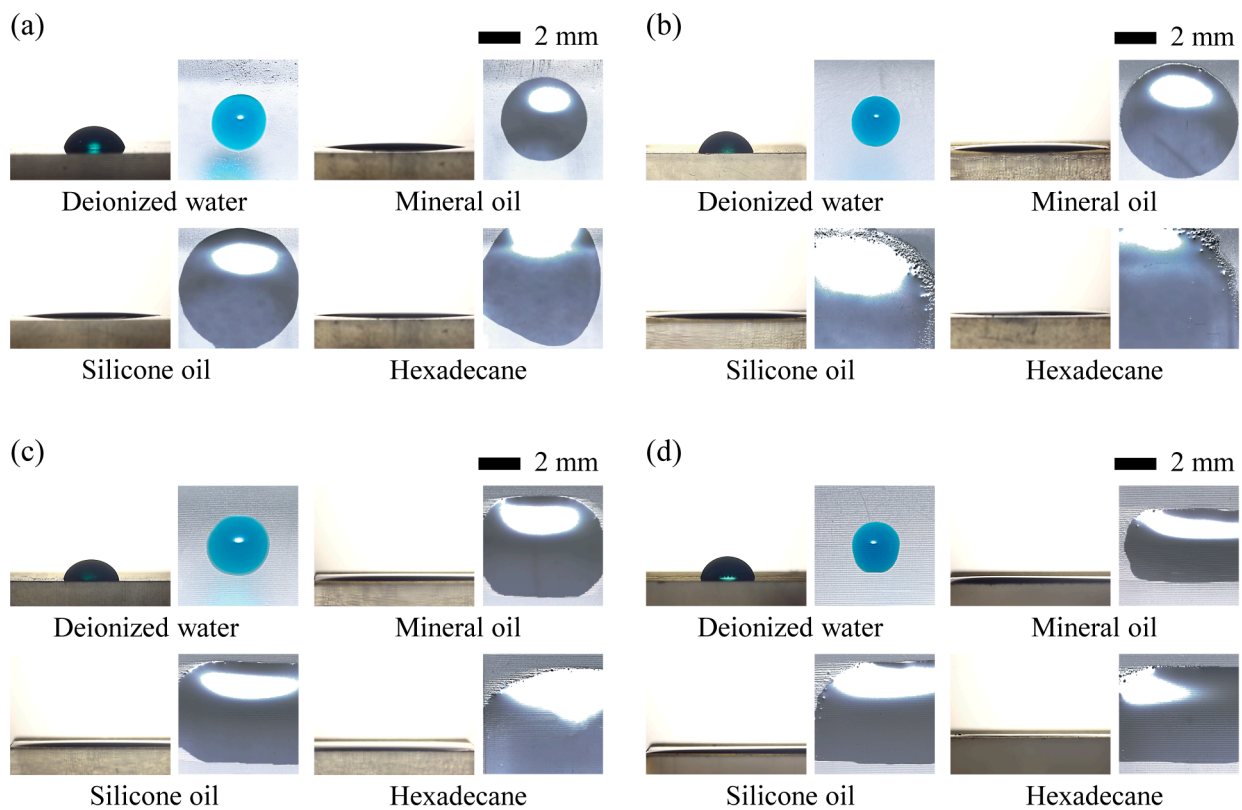 (a)
2 mm
Deionized water
Mineral oil
Silicone oil
Hexadecane
(b)
2 mm
Deionized water
Mineral oil
Silicone oil
Hexadecane
(c)
2 mm
Deionized water
Mineral oil
Silicone oil
Hexadecane
(d)
2 mm
Deionized water
Mineral oil
Silicone oil
Hexadecane